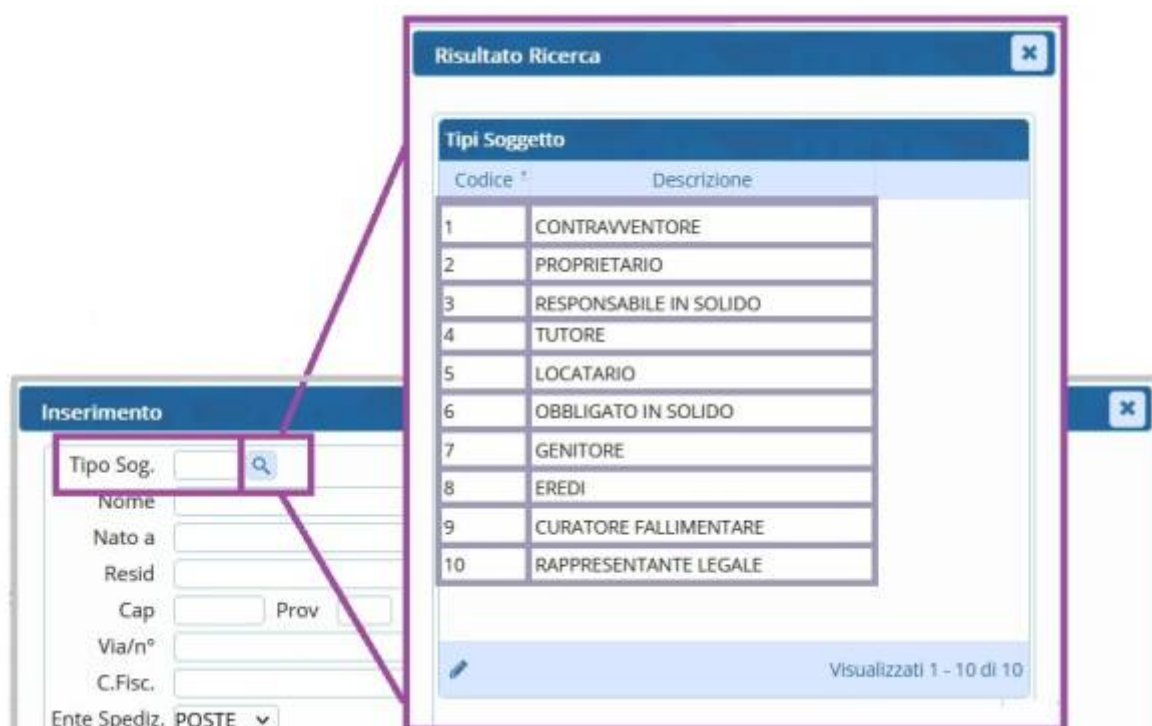 Risultato Ricerca
Tipi Soggetto
Codice Descrizione
1 CONTRAVVENTORE
2 PROPRIETARIO
3 RESPONSABILE IN SOLIDO
4 TUTORE
5 LOCATARIO
6 OBBLIGATO IN SOLIDO
7 GENITORE
8 EREDI
9 CURATORE FALLIMENTARE
10 RAPPRESENTANTE LEGALE
Visualizzati 1 - 10 di 10
Inserimento
Tipo Sog.
Nome
Nato a
Resid
Cap Prov
Via/n°
C.Fisc.
Ente Spediz. POSTE